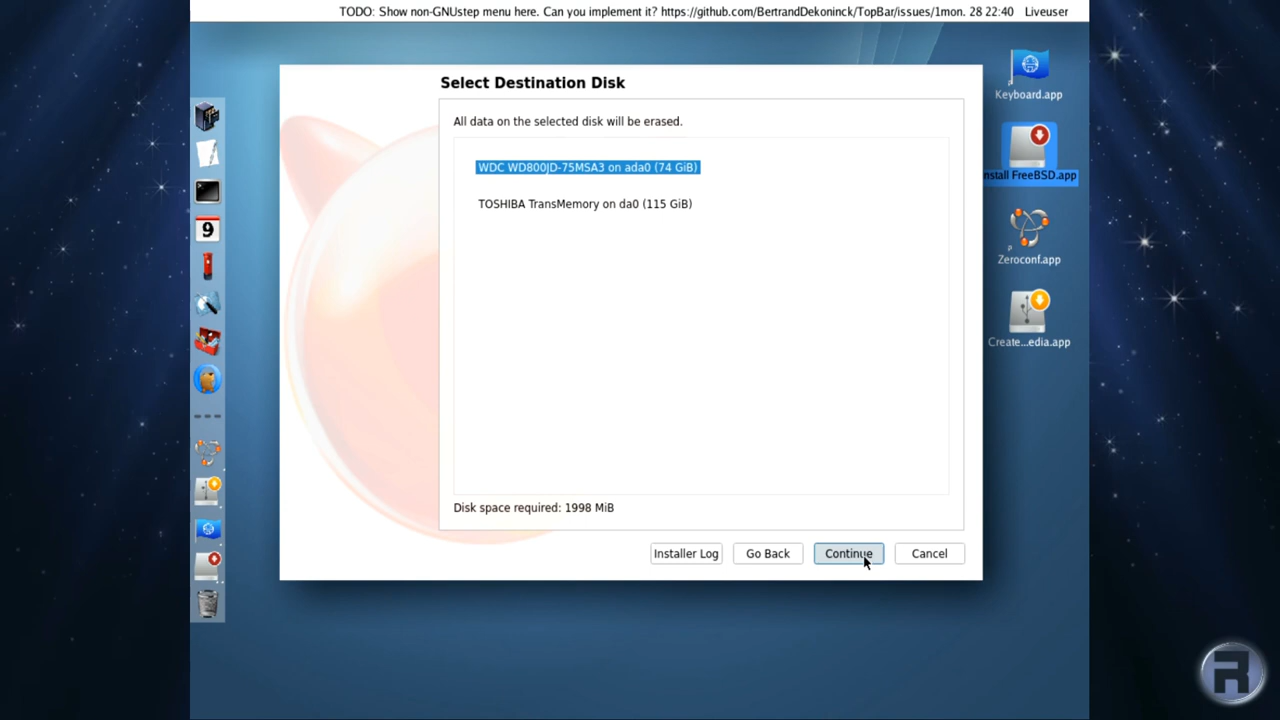 TODO: Show non-GNUstep menu here. Can you implement it? https://github.com/BertrandDekoninck/TopBar/issues/1mon. 28 22:40 Liveuser
Select Destination Disk
All data on the selected disk will be erased.
WDC WD800JD-75MSA3 on ada0 (74 GiB)
TOSHIBA TransMemory on da0 (115 GiB)
Disk space required: 1998 MiB
Installer Log
Go Back
Continue
Cancel
Keyboard.app
nstall FreeBSD.app
Zeroconf.app
Create...edia.app
9
R